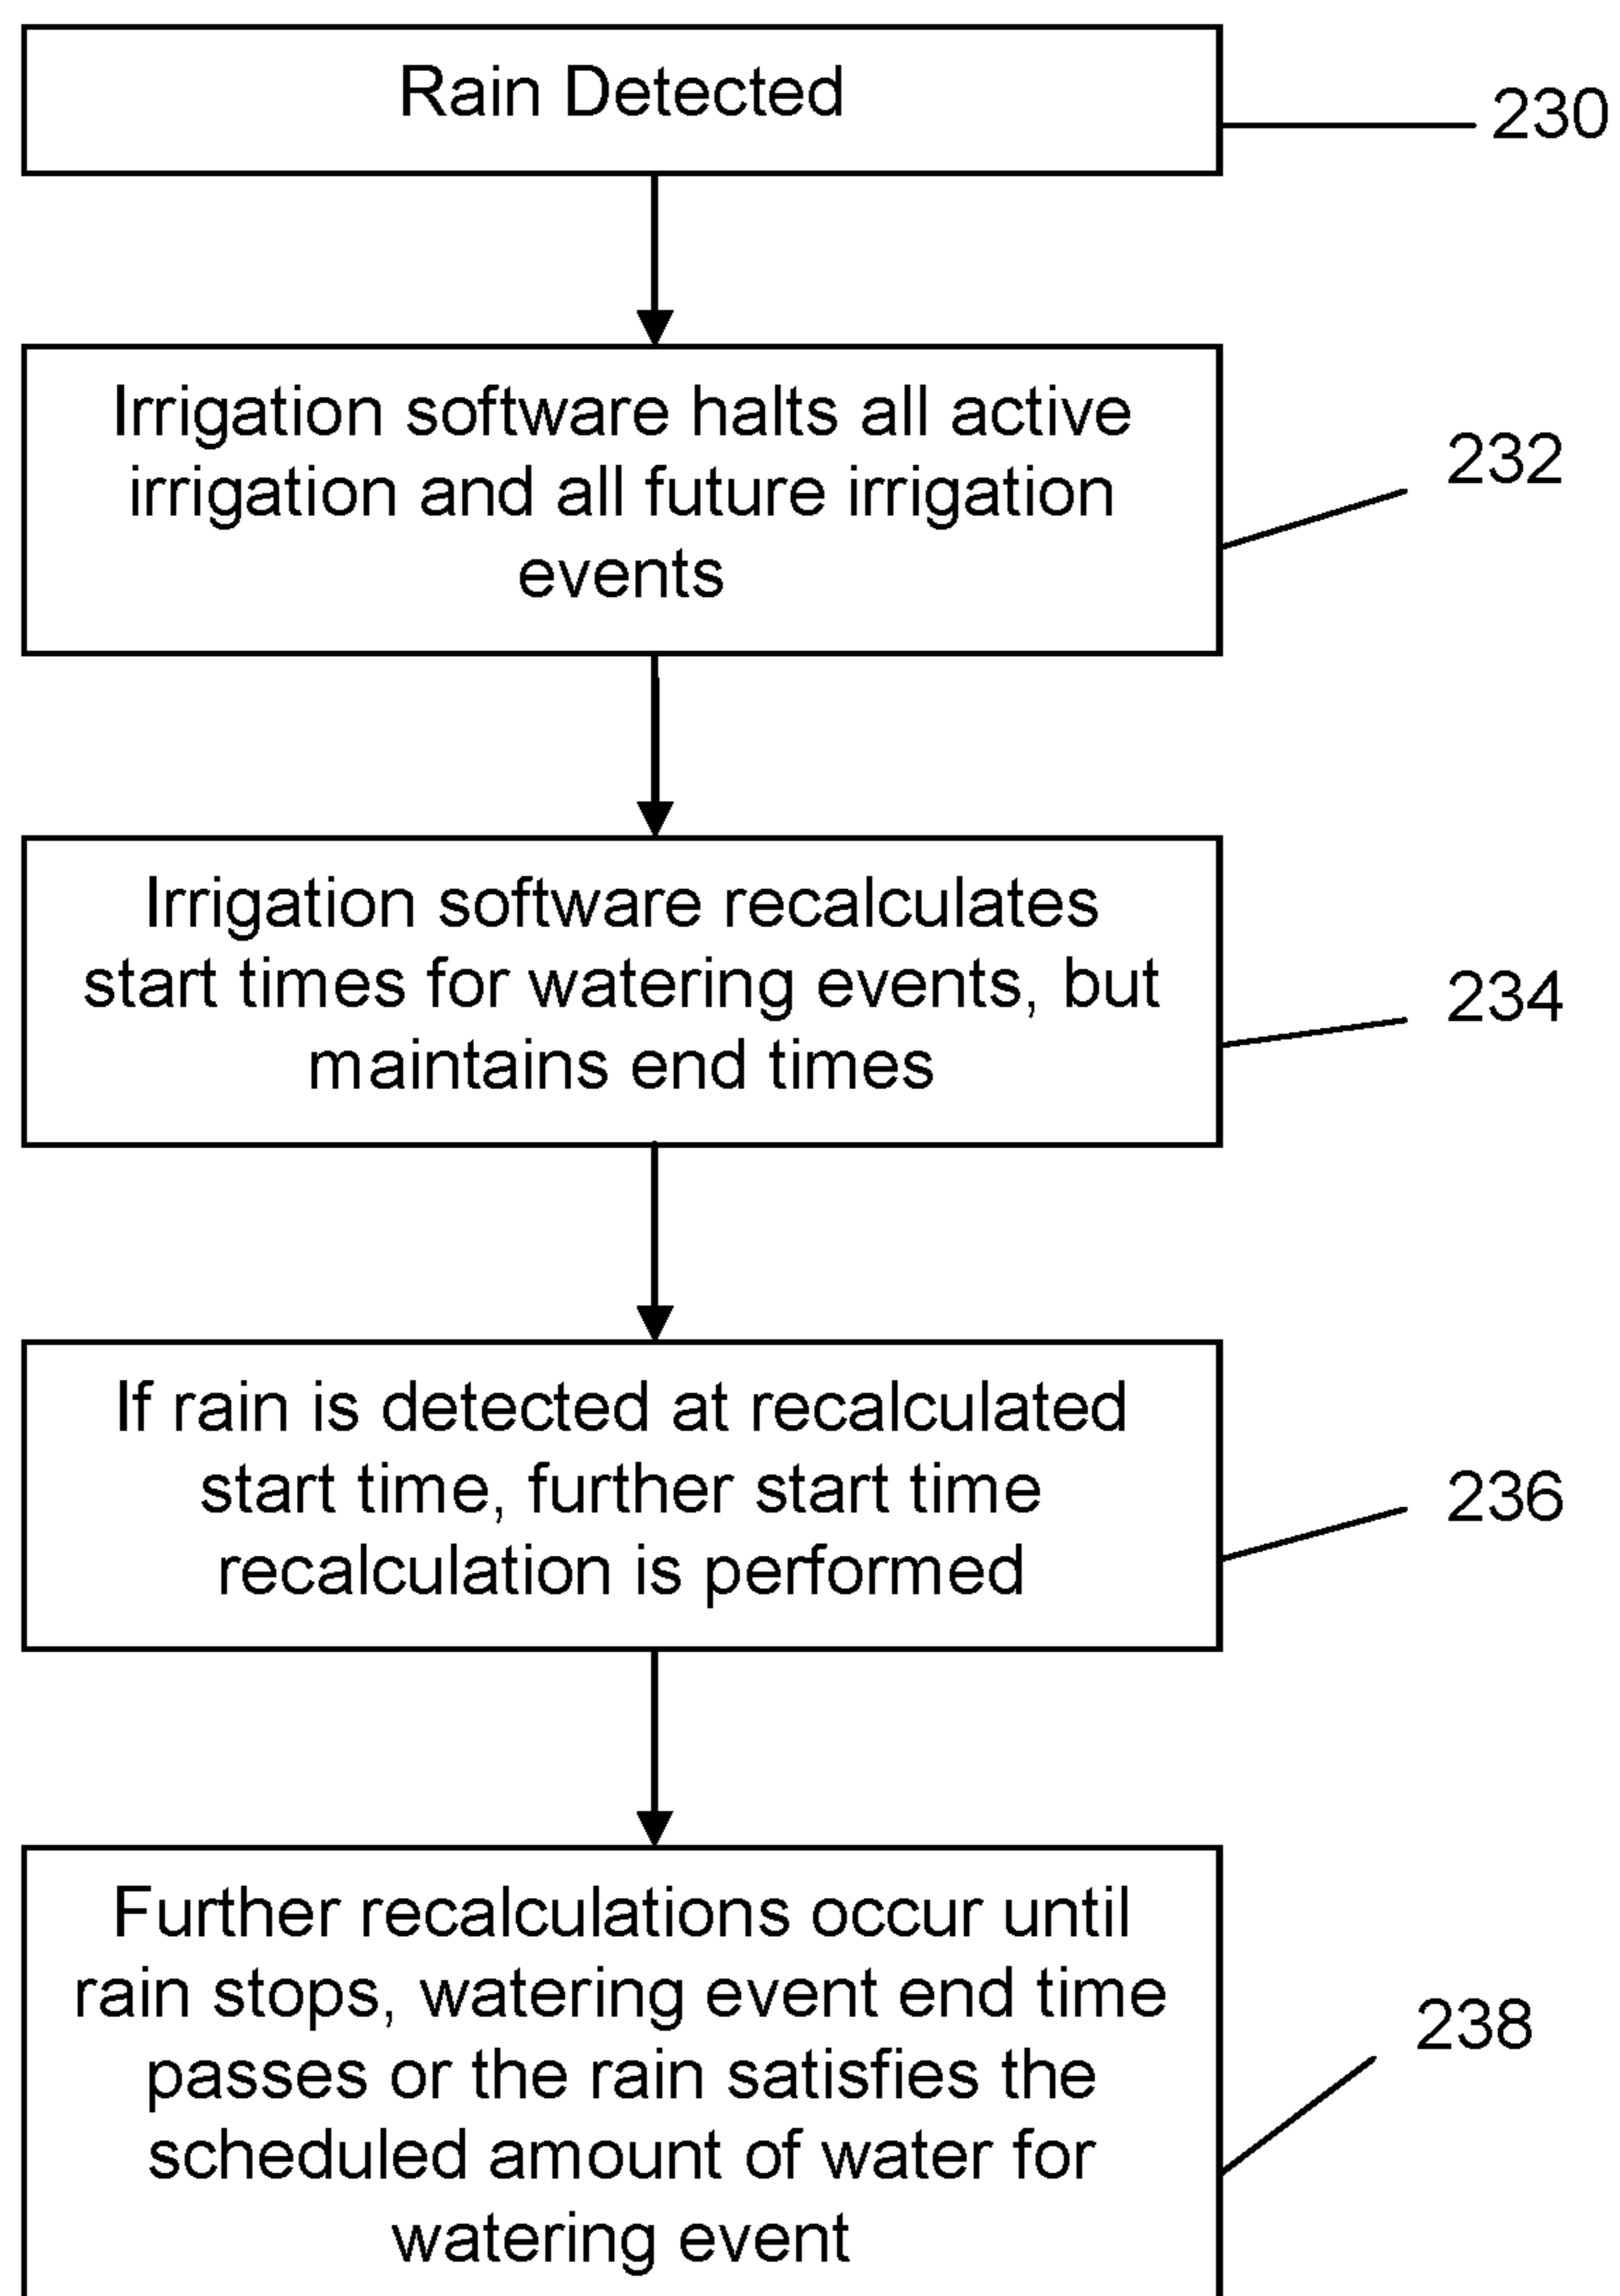 Rain Detected
230
Irrigation software halts all active
irrigation and all future irrigation
events
232
Irrigation software recalculates
start times for watering events, but
maintains end times
234
If rain is detected at recalculated
start time, further start time
recalculation is performed
236
Further recalculations occur until
rain stops, watering event end time
passes or the rain satisfies the
scheduled amount of water for
watering event
238